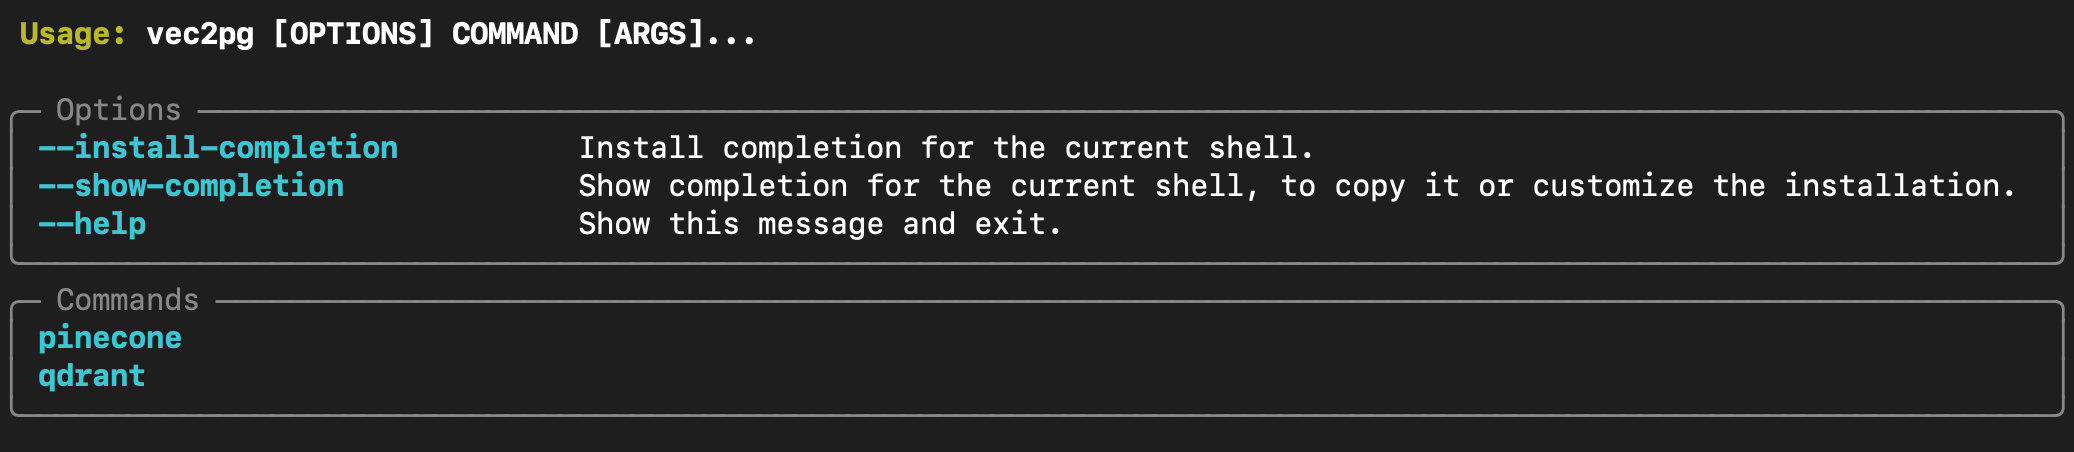 Usage: vec2pg [OPTIONS] COMMAND [ARGS]...
Options
--install-completion Install completion for the current shell.
--show-completion Show completion for the current shell, to copy it or customize the installation.
--help Show this message and exit.
Commands
pinecone
qdrant